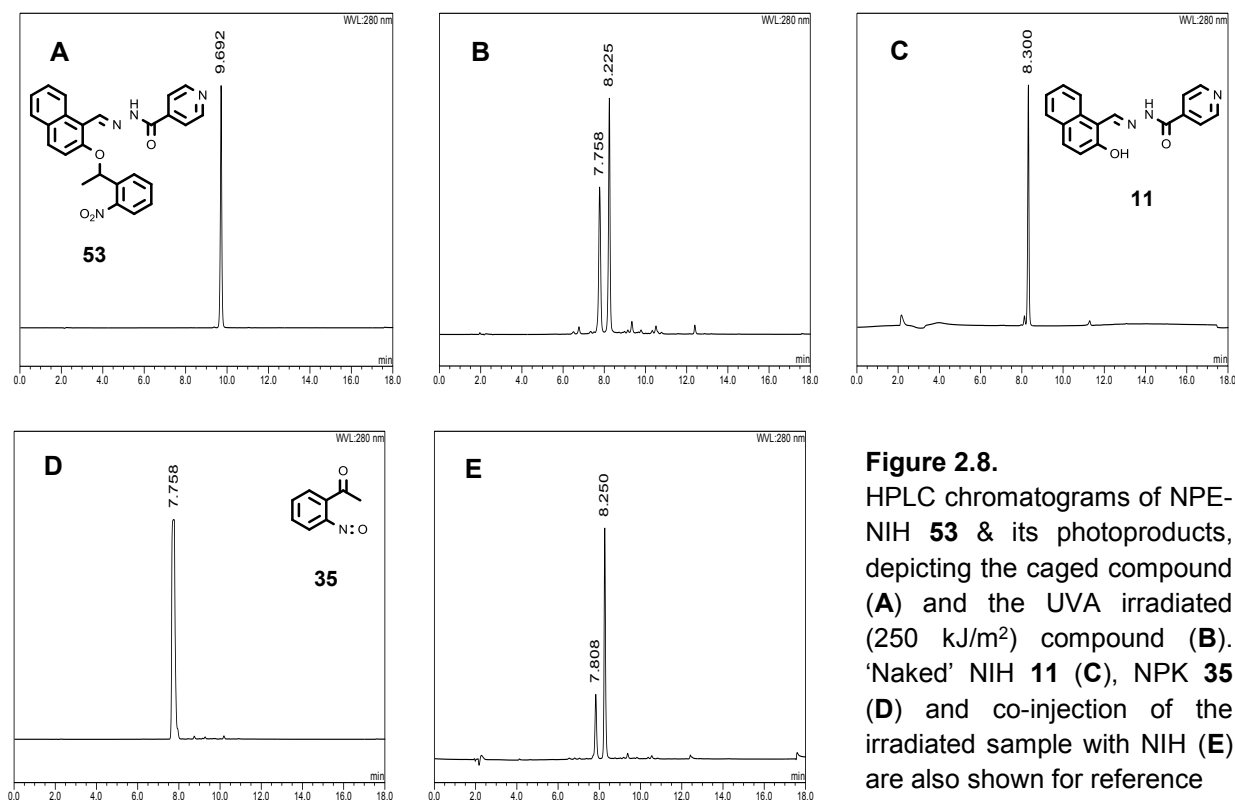 WVL:280 nm
A
9.692
N
H
N
N
O
O
O₂N
53
min
0.0 2.0 4.0 6.0 8.0 10.0 12.0 14.0 16.0 18.0
WVL:280 nm
B
7.758
8.225
min
0.0 2.0 4.0 6.0 8.0 10.0 12.0 14.0 16.0 18.0
WVL:280 nm
C
8.300
N
H
N
N
O
OH
11
min
0.0 2.0 4.0 6.0 8.0 10.0 12.0 14.0 16.0 18.0
WVL:280 nm
D
7.758
O
N:O
35
min
0.0 2.0 4.0 6.0 8.0 10.0 12.0 14.0 16.0 18.0
WVL:280 nm
E
7.808
8.250
min
0.0 2.0 4.0 6.0 8.0 10.0 12.0 14.0 16.0 18.0
Figure 2.8.
HPLC chromatograms of NPE-
NIH 53 & its photoproducts,
depicting the caged compound
(A) and the UVA irradiated
(250 kJ/m²) compound (B).
‘Naked’ NIH 11 (C), NPK 35
(D) and co-injection of the
irradiated sample with NIH (E)
are also shown for reference